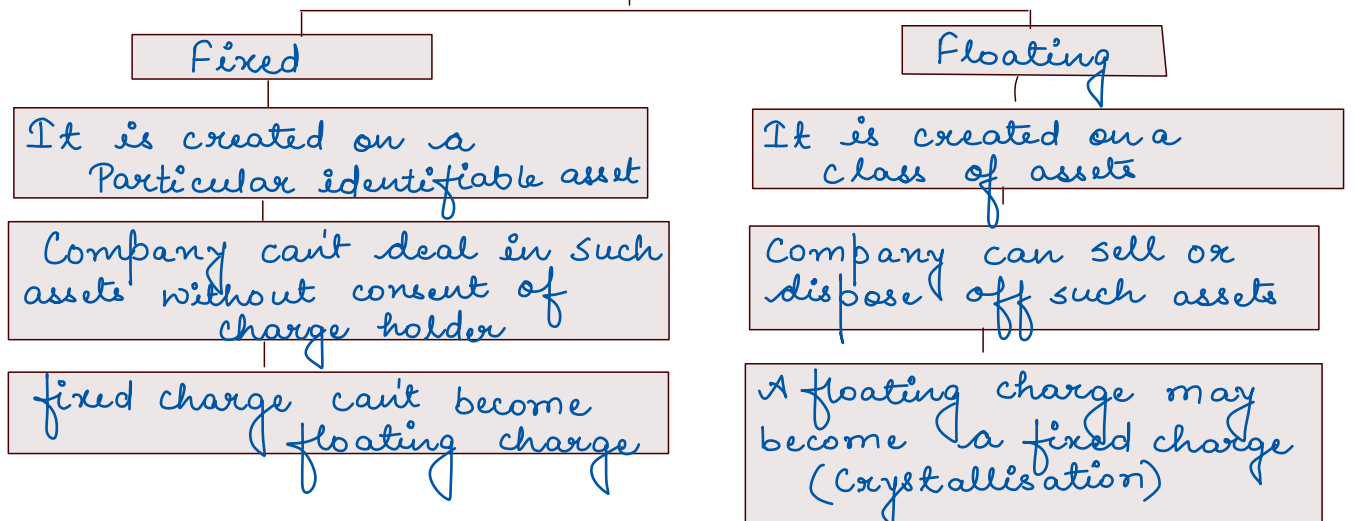 Fixed
It is created on a
Particular identifiable asset
Company can't deal in such
assets without consent of
charge holder
fixed charge can't become
floating charge
Floating
It is created on a
class of assets
Company can sell or
dispose off such assets
A floating charge may
become a fixed charge
(Crystallisation)